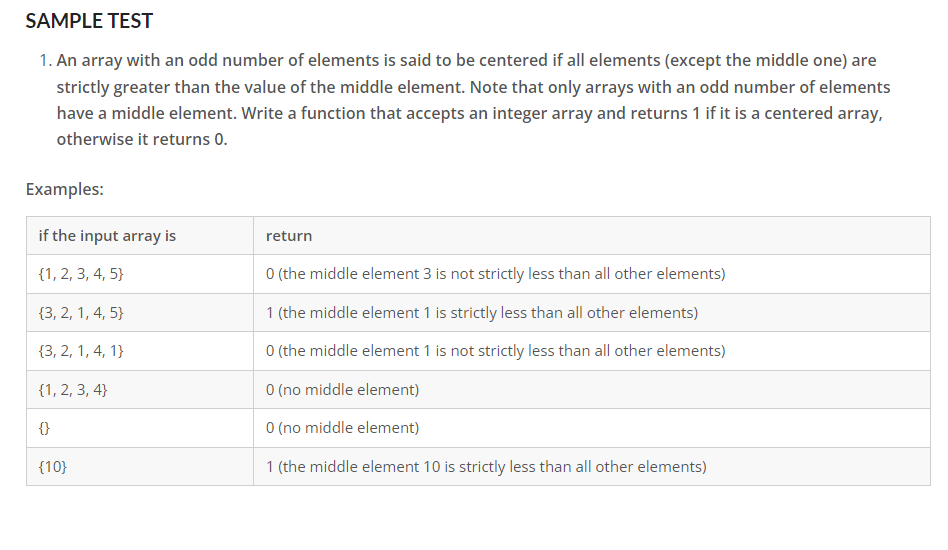 SAMPLE TEST
1. An array with an odd number of elements is said to be centered if all elements (except the middle one) are
strictly greater than the value of the middle element. Note that only arrays with an odd number of elements
have a middle element. Write a function that accepts an integer array and returns 1 if it is a centered array,
otherwise it returns 0.
Examples:
if the input array is return
{1, 2, 3, 4, 5} 0 (the middle element 3 is not strictly less than all other elements)
{3, 2, 1, 4, 5} 1 (the middle element 1 is strictly less than all other elements)
{3, 2, 1, 4, 1} 0 (the middle element 1 is not strictly less than all other elements)
{1, 2, 3, 4} 0 (no middle element)
{} 0 (no middle element)
{10} 1 (the middle element 10 is strictly less than all other elements)